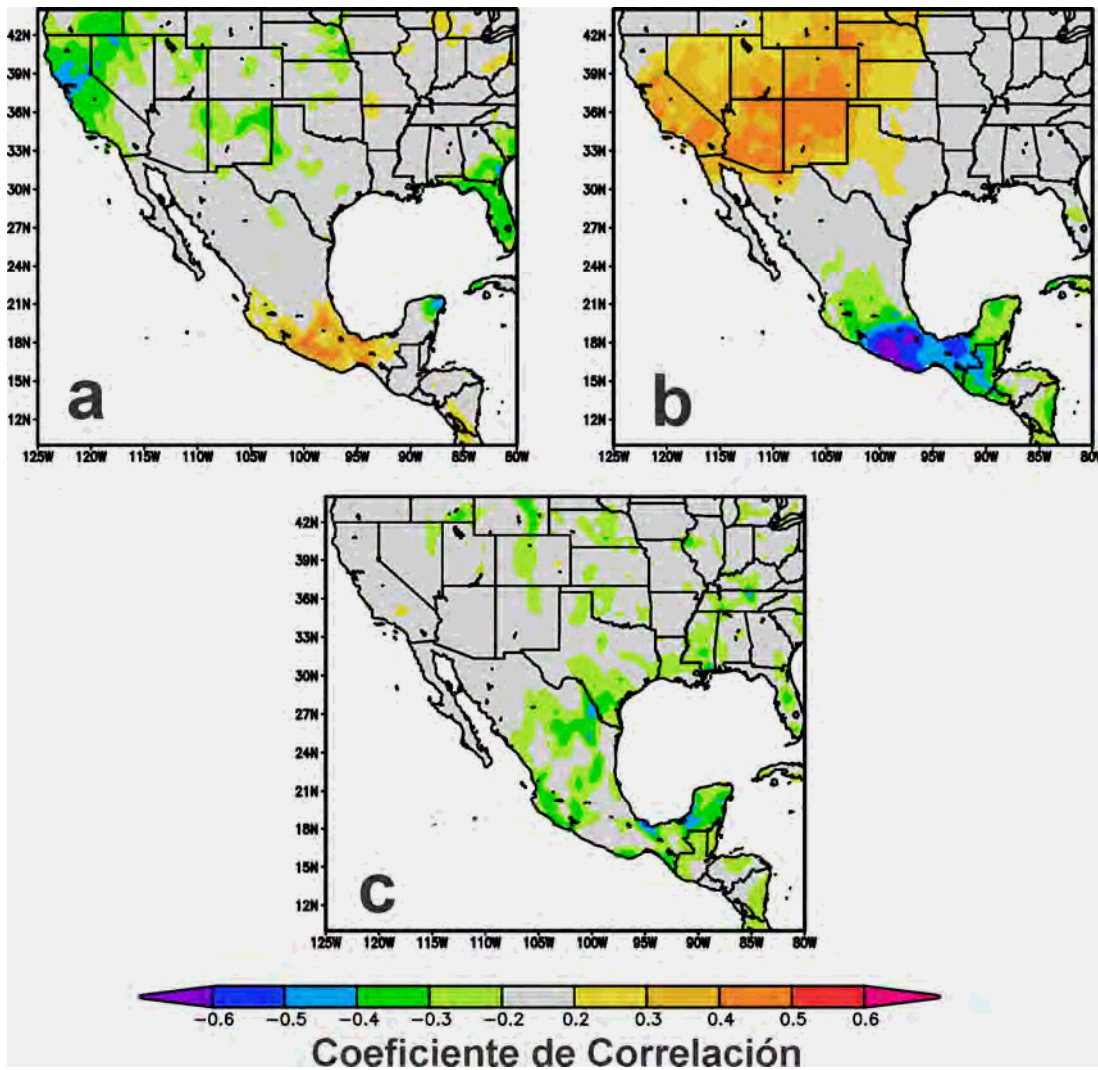 42N
39N
36N
33N
30N
27N
24N
21N
18N
15N
12N
a
125W 120W 115W 110W 105W 100W 95W 90W 85W 80W
42N
39N
36N
33N
30N
27N
24N
21N
18N
15N
12N
b
125W 120W 115W 110W 105W 100W 95W 90W 85W 80W
42N
39N
36N
33N
30N
27N
24N
21N
18N
15N
12N
c
125W 120W 115W 110W 105W 100W 95W 90W 85W 80W
−0.6 −0.5 −0.4 −0.3 −0.2 0.2 0.3 0.4 0.5 0.6
Coeficiente de Correlación